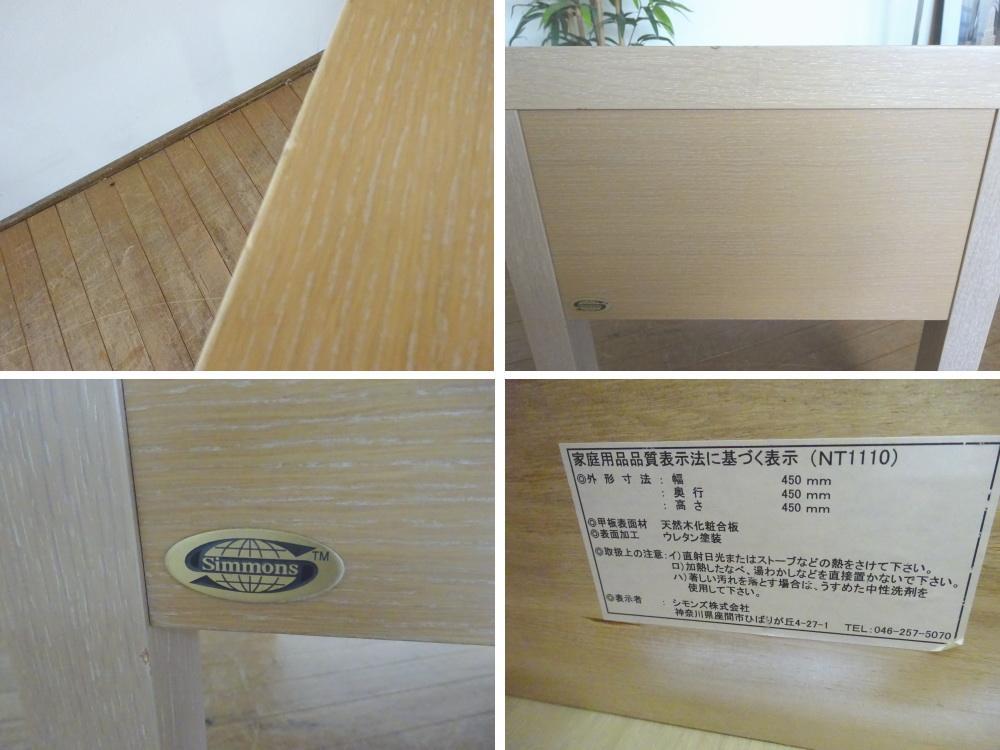 Simmons
TM
家庭用品品質表示法に基づく表示 (NT1110)
◎外 形 寸 法 : 幅 450 mm
: 奥 行 450 mm
: 高 さ 450 mm
◎甲板表面材 天然木化粧合板
◎表面加工 ウレタン塗装
◎取扱上の注意:イ)直射日光またはストーブなどの熱をさけて下さい。
ロ)加熱したなべ、湯わかしなどを直接置かないで下さい。
ハ)著しい汚れを落とす場合は、うすめた中性洗剤を
使用して下さい。
◎表示者 : シモンズ株式会社
神奈川県座間市ひばりが丘4-27-1 TEL:046-257-5070